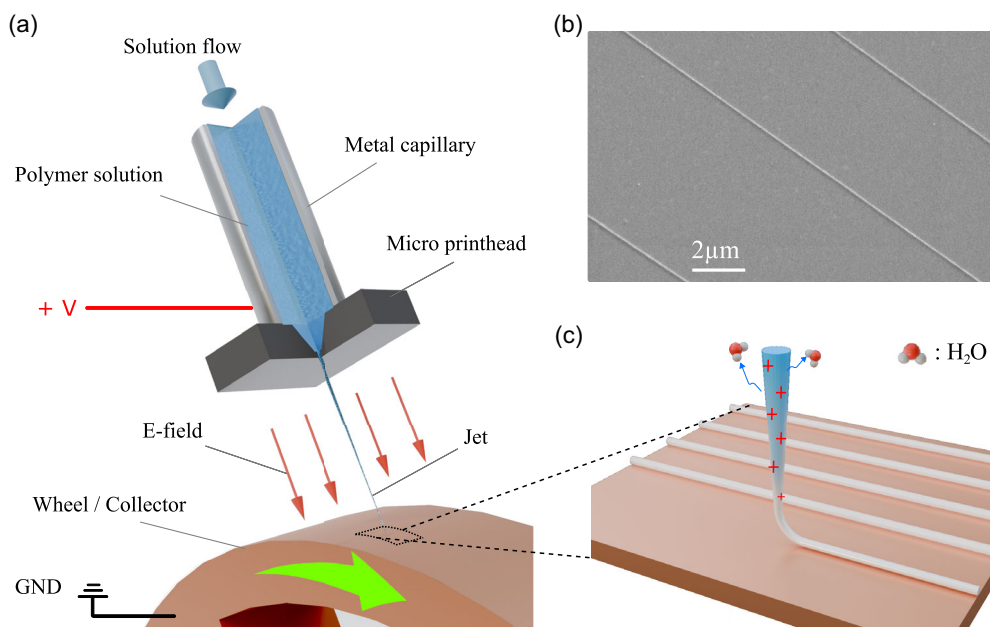 (a)
Solution flow
Polymer solution
Metal capillary
Micro printhead
+ V
E-field
Jet
Wheel / Collector
GND
(b)
2μm
(c)
: H₂O
+
+
+
+
+
+